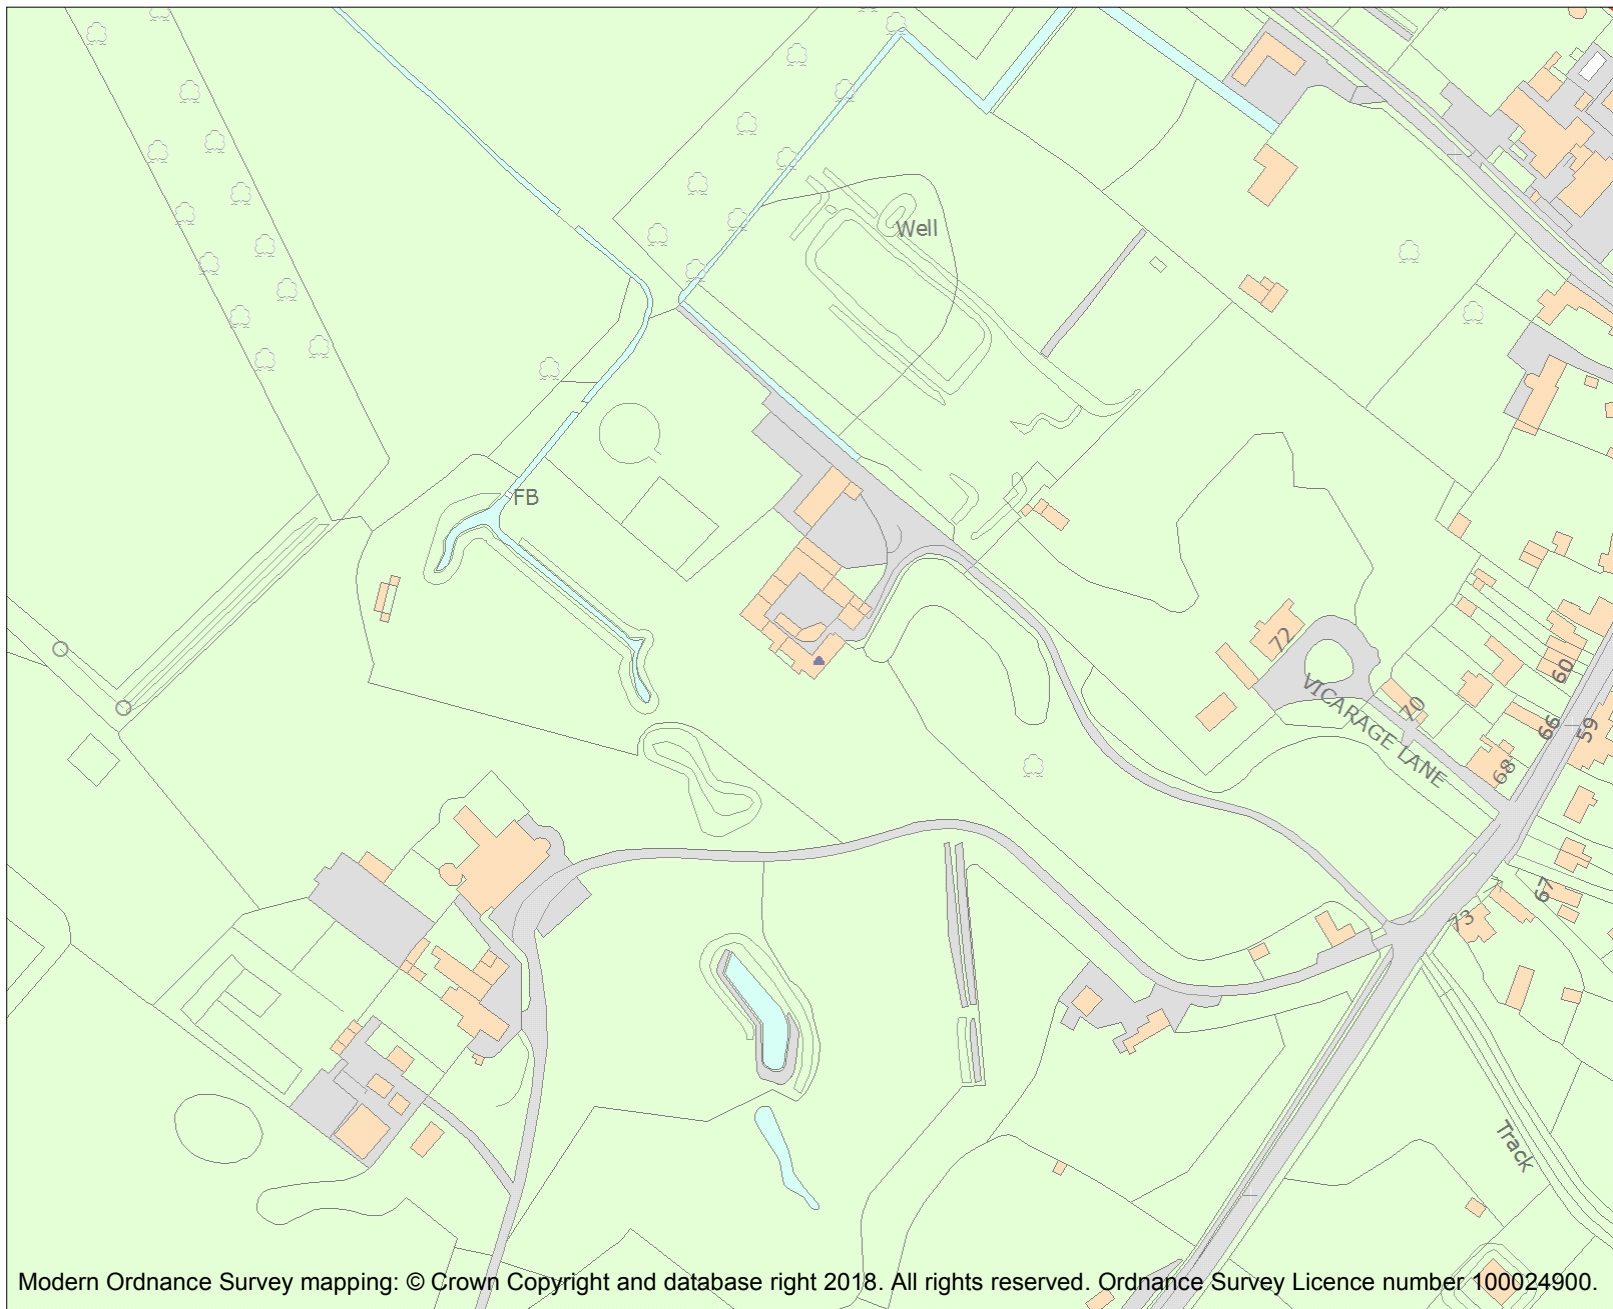 Well
FB
72
VICARAGE LANE
70
60
66
59
68
67
73
Track
Modern Ordnance Survey mapping: © Crown Copyright and database right 2018. All rights reserved. Ordnance Survey Licence number 100024900.